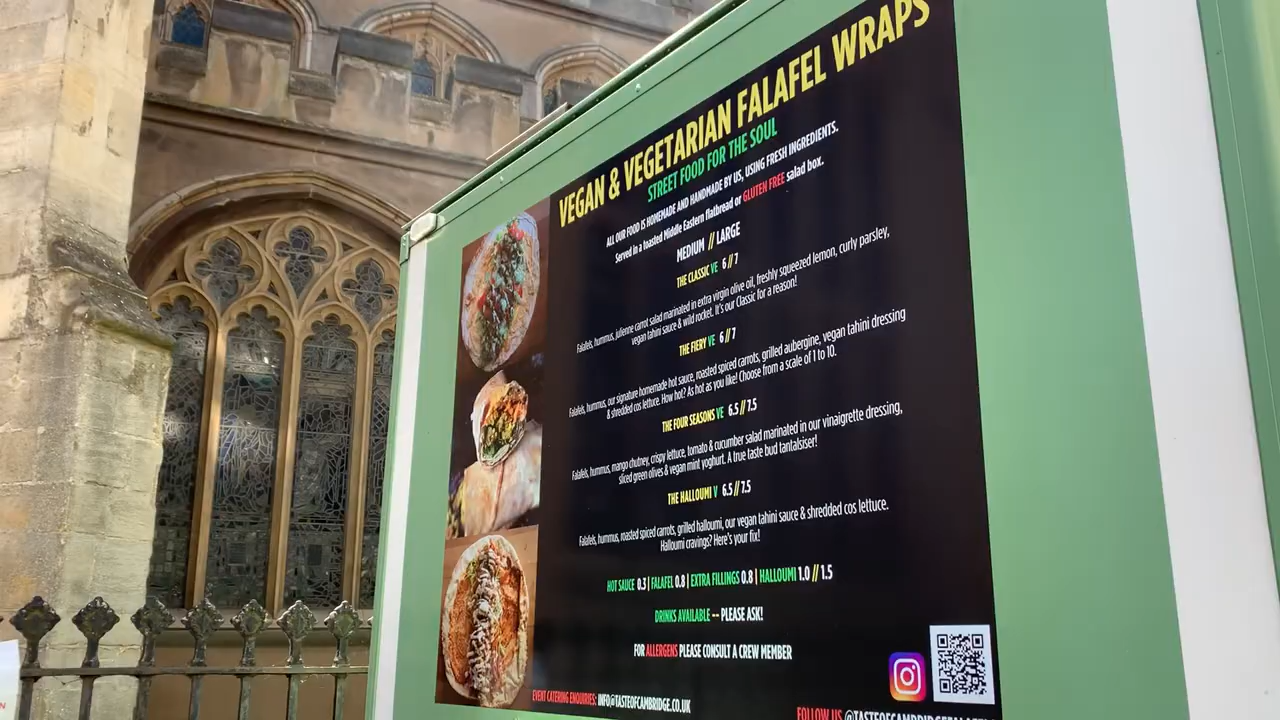 VEGAN & VEGETARIAN FALAFEL WRAPS
STREET FOOD FOR THE SOUL
ALL OUR FOOD IS HOMEMADE AND HANDMADE BY US, USING FRESH INGREDIENTS.
Served in a toasted Middle Eastern flatbread or GLUTEN FREE salad box.
MEDIUM // LARGE
THE CLASSIC VE 6 // 7
Falafels, hummus, julienne carrot salad marinated in extra virgin olive oil, freshly squeezed lemon, curly parsley,
vegan tahini sauce & wild rocket. It's our Classic for a reason!
THE FIERY VE 6 // 7
Falafels, hummus, our signature homemade hot sauce, roasted spiced carrots, grilled aubergine, vegan tahini dressing
& shredded cos lettuce. How hot? As hot as you like! Choose from a scale of 1 to 10.
THE FOUR SEASONS VE 6.5 // 7.5
Falafels, hummus, mango chutney, crispy lettuce, tomato & cucumber salad marinated in our vinaigrette dressing,
sliced green olives & vegan mint yoghurt. A true taste bud tantalsiser!
THE HALLOUMI V 6.5 // 7.5
Falafels, hummus, roasted spiced carrots, grilled halloumi, our vegan tahini sauce & shredded cos lettuce.
Halloumi cravings? Here's your fix!
HOT SAUCE 0.3 | FALAFEL 0.8 | EXTRA FILLINGS 0.8 | HALLOUMI 1.0 // 1.5
DRINKS AVAILABLE -- PLEASE ASK!
FOR ALLERGENS PLEASE CONSULT A CREW MEMBER
EVENT CATERING ENQUIRIES: INFO@TASTEOFCAMBRIDGE.CO.UK
FOLLOW US